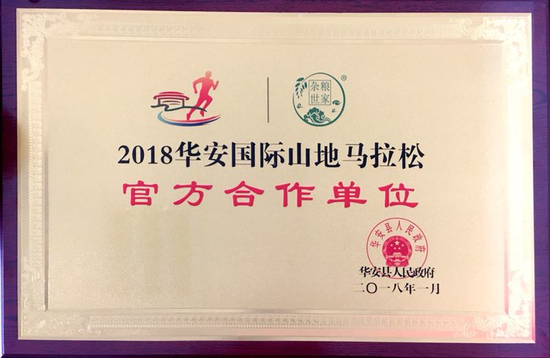 杂粮
世家
®
2018华安国际山地马拉松
官方合作单位
华安县人民政府
华安县人民政府
二〇一八年一月